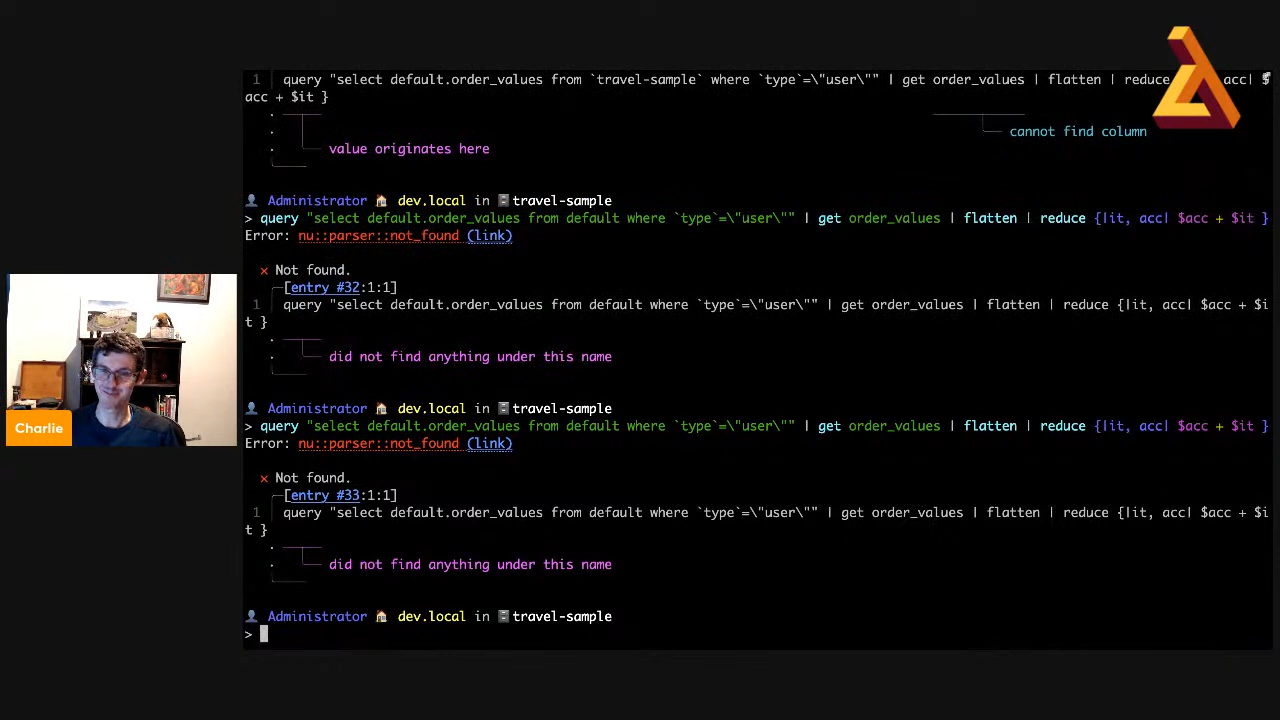 1 query "select default.order_values from `travel-sample` where `type`=\"user\"" | get order_values | flatten | reduce acc| $
acc + $it }
cannot find column
value originates here
Administrator dev.local in travel-sample
> query "select default.order_values from default where `type`=\"user\"" | get order_values | flatten | reduce {|it, acc| $acc + $it }
Error: nu::parser::not_found (link)
× Not found.
[entry #32:1:1]
1 query "select default.order_values from default where `type`=\"user\"" | get order_values | flatten | reduce {|it, acc| $acc + $i
t }
did not find anything under this name
Administrator dev.local in travel-sample
> query "select default.order_values from default where `type`=\"user\"" | get order_values | flatten | reduce {|it, acc| $acc + $it }
Error: nu::parser::not_found (link)
× Not found.
[entry #33:1:1]
1 query "select default.order_values from default where `type`=\"user\"" | get order_values | flatten | reduce {|it, acc| $acc + $i
t }
did not find anything under this name
Administrator dev.local in travel-sample
>
Charlie